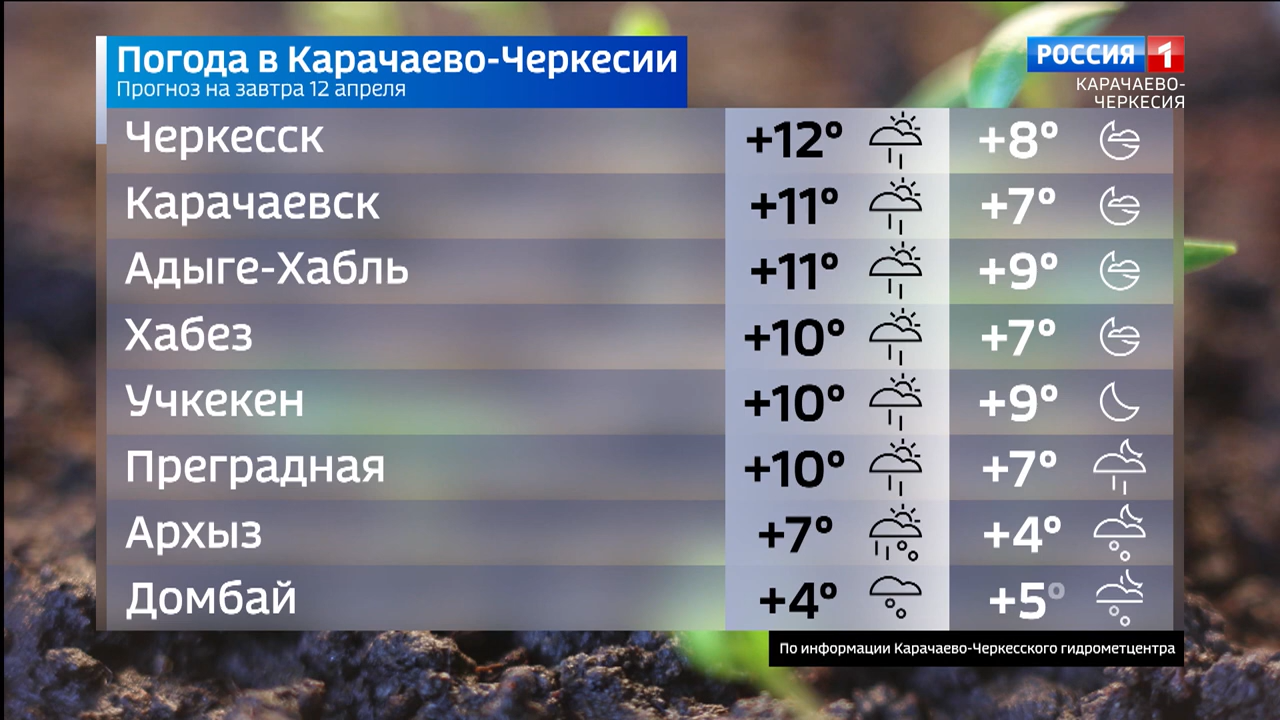 Погода в Карачаево-Черкесии
Прогноз на завтра 12 апреля
РОССИЯ 1
КАРАЧАЕВО-
ЧЕРКЕСИЯ
Черкесск +12° +8°
Карачаевск +11° +7°
Адыге-Хабль +11° +9°
Хабез +10° +7°
Учкекен +10° +9°
Преградная +10° +7°
Архыз +7° +4°
Домбай +4° +5°
По информации Карачаево-Черкесского гидрометцентра